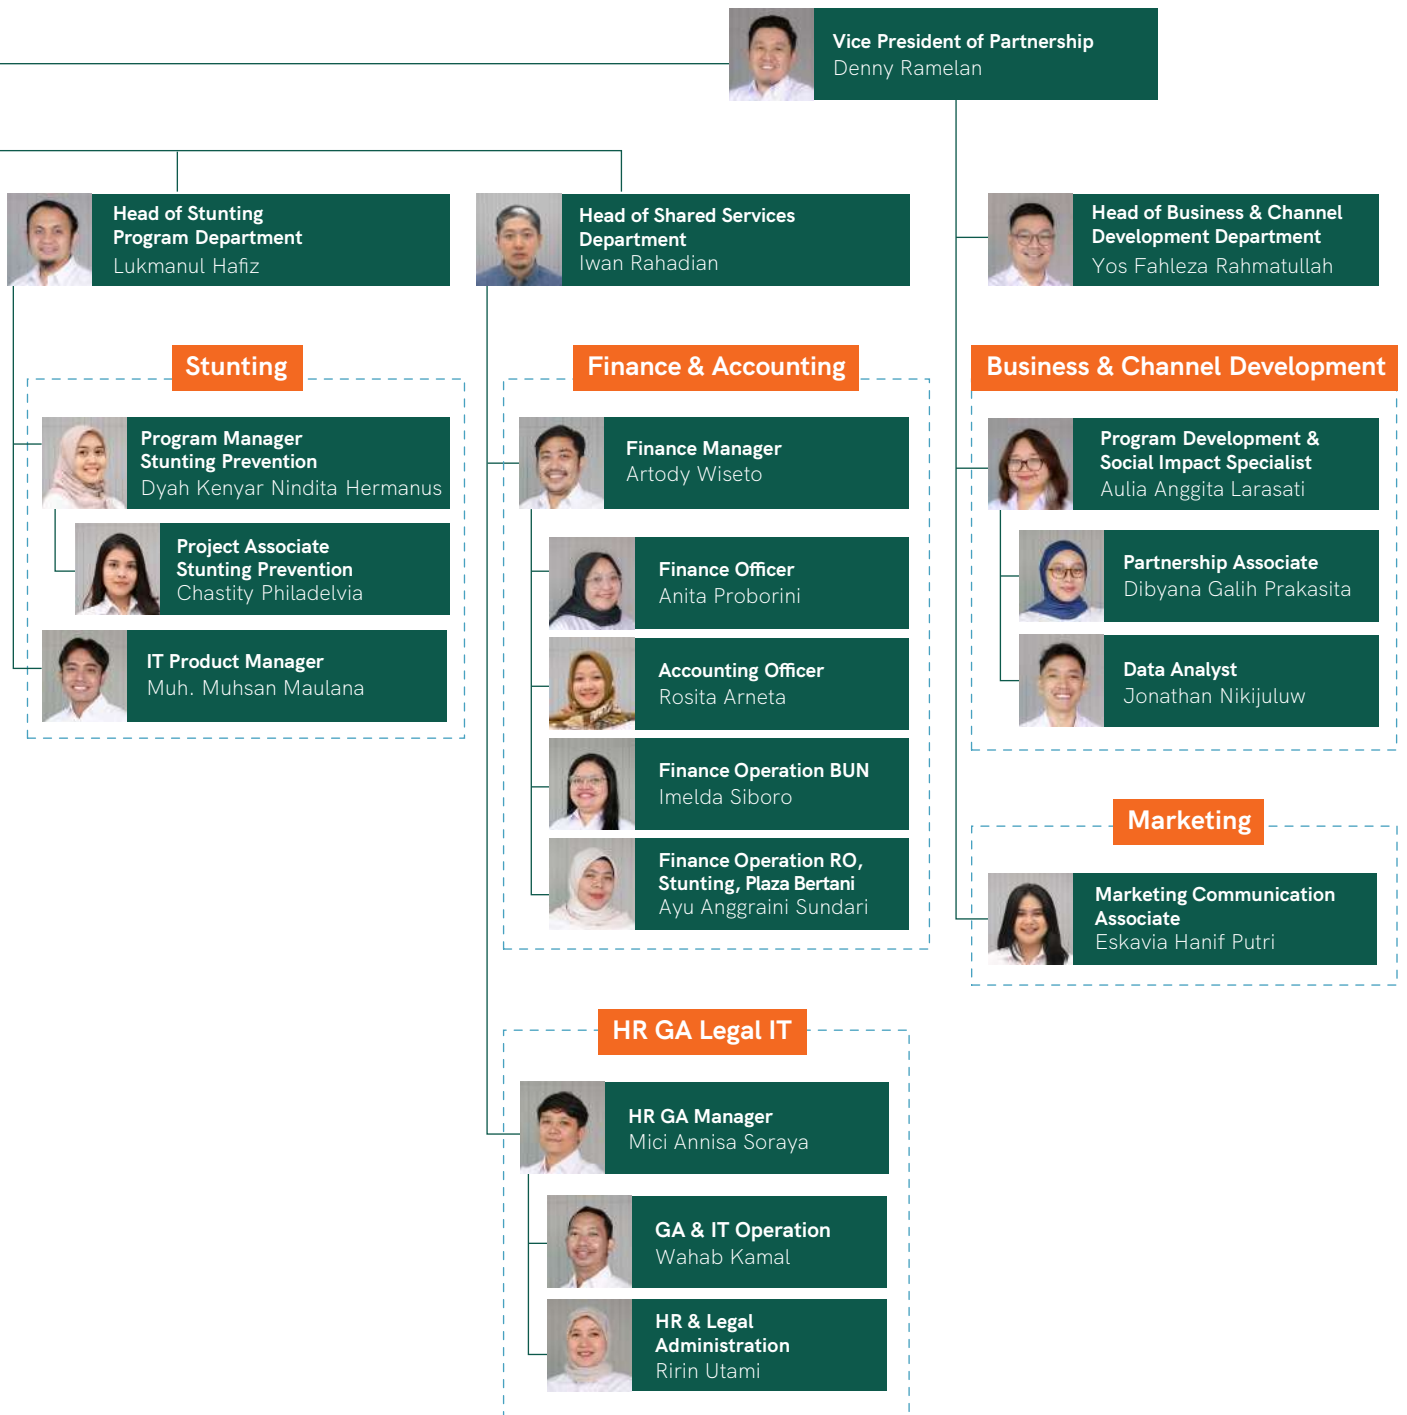 Vice President of Partnership
Denny Ramelan
Head of Stunting
Program Department
Lukmanul Hafiz
Head of Shared Services
Department
Iwan Rahadian
Head of Business & Channel
Development Department
Yos Fahleza Rahmatullah
Stunting
Program Manager
Stunting Prevention
Dyah Kenyar Nindita Hermanus
Project Associate
Stunting Prevention
Chastity Philadelvia
IT Product Manager
Muh. Muhsan Maulana
Finance & Accounting
Finance Manager
Artody Wiseto
Finance Officer
Anita Proborini
Accounting Officer
Rosita Arneta
Finance Operation BUN
Imelda Siboro
Finance Operation RO,
Stunting, Plaza Bertani
Ayu Anggraini Sundari
HR GA Legal IT
HR GA Manager
Mici Annisa Soraya
GA & IT Operation
Wahab Kamal
HR & Legal
Administration
Ririn Utami
Business & Channel Development
Program Development &
Social Impact Specialist
Aulia Anggita Larasati
Partnership Associate
Dibyana Galih Prakasita
Data Analyst
Jonathan Nikijuluw
Marketing
Marketing Communication
Associate
Eskavia Hanif Putri